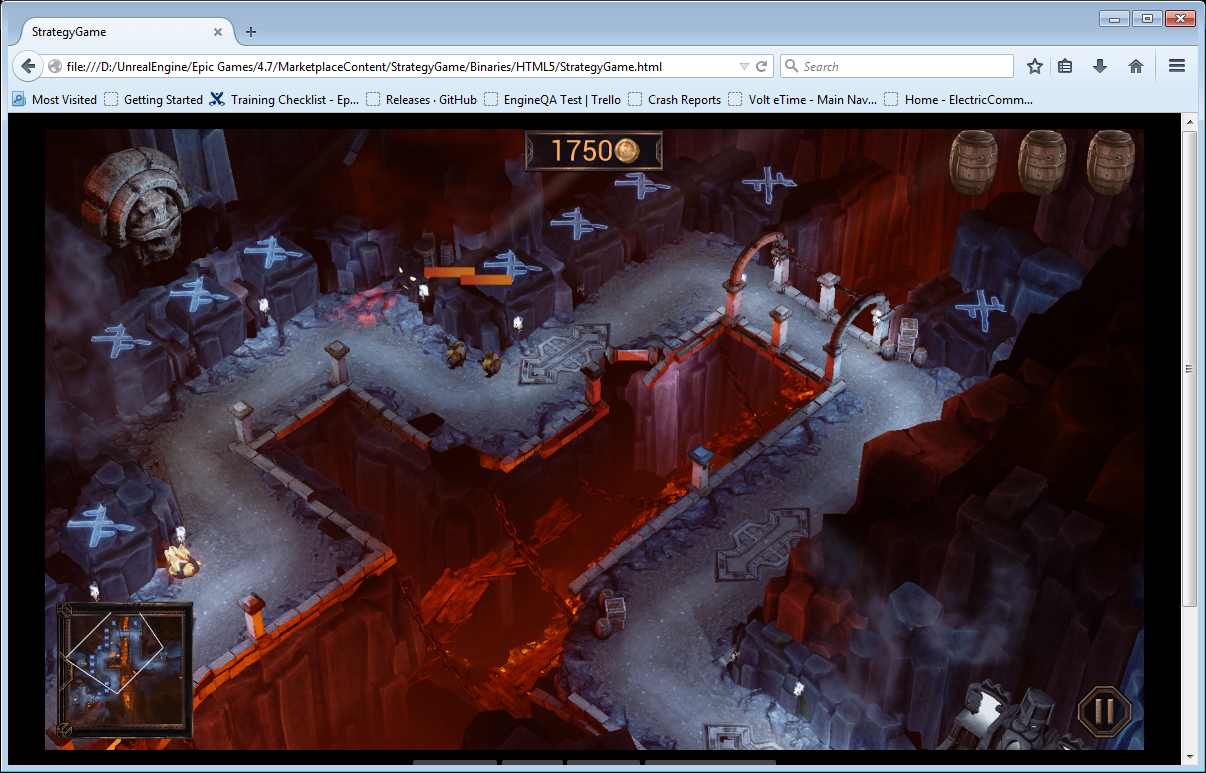 StrategyGame
file:///D:/UnrealEngine/Epic Games/4.7/MarketplaceContent/StrategyGame/Binaries/HTML5/StrategyGame.html
Search
Most Visited Getting Started Training Checklist - Ep... Releases · GitHub EngineQA Test | Trello Crash Reports Volt eTime - Main Nav... Home - ElectricComm...
1750